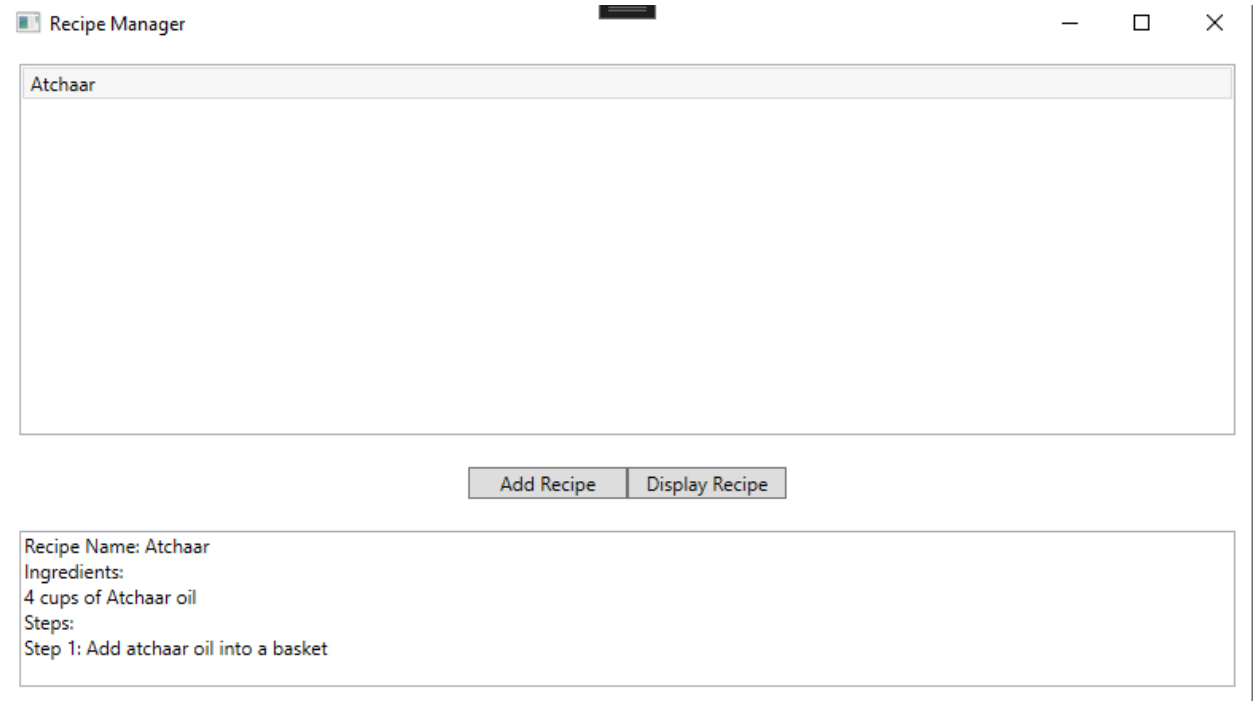 Recipe Manager
Atchaar
Add Recipe
Display Recipe
Recipe Name: Atchaar
Ingredients:
4 cups of Atchaar oil
Steps:
Step 1: Add atchaar oil into a basket